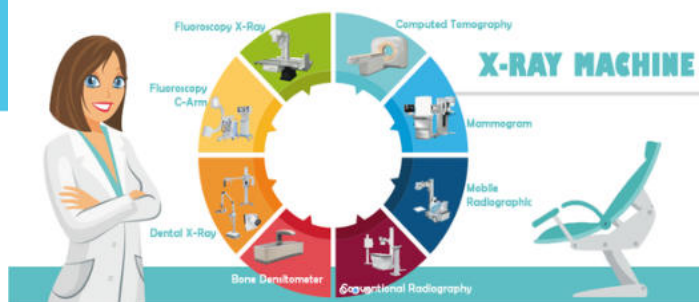 Fluoroscopy X-Ray
Computed Tomography
X-RAY MACHINE
Fluoroscopy
C-Arm
Mammogram
Mobile
Radiographic
Dental X-Ray
Bone Densitometer
Conventional Radiography